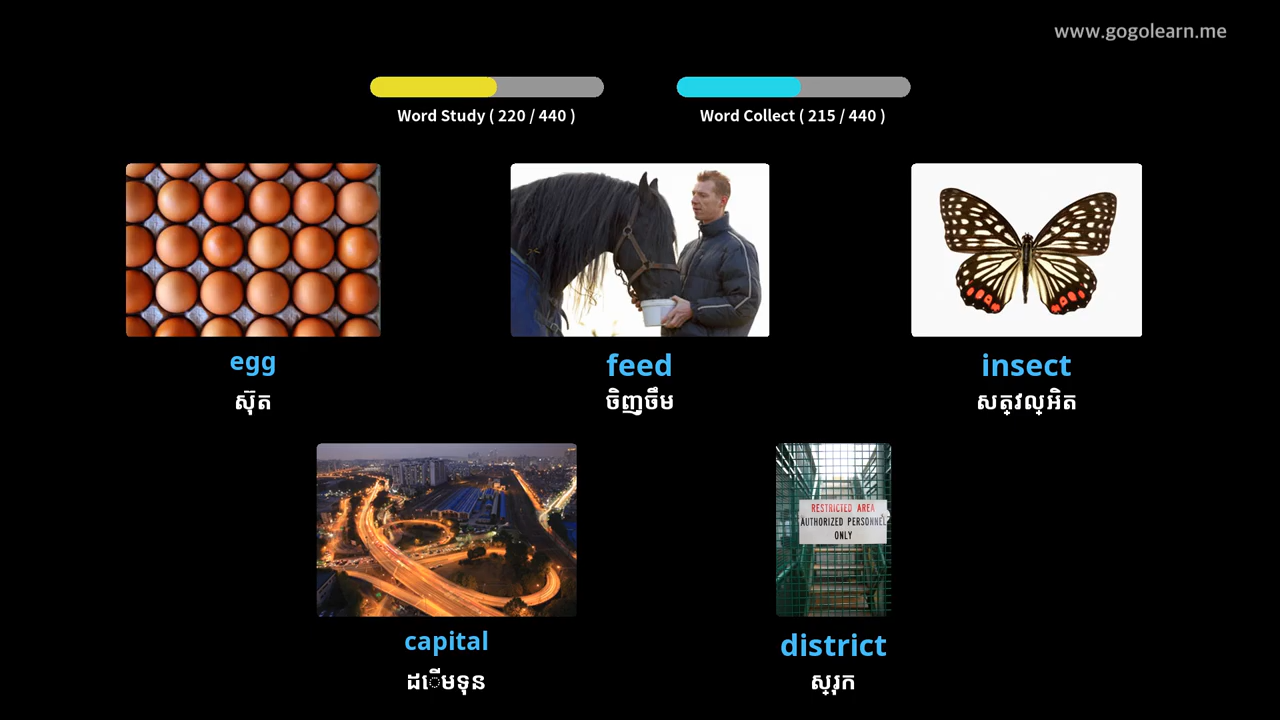 www.gogolearn.me
Word Study ( 220 / 440 )
Word Collect ( 215 / 440 )
egg
ស៊ុត
feed
ចិញ្ចឹម
insect
សត្វល្អិត
RESTRICTED AREA
AUTHORIZED PERSONNEL
ONLY
capital
ដើមទុន
district
ស្រុក